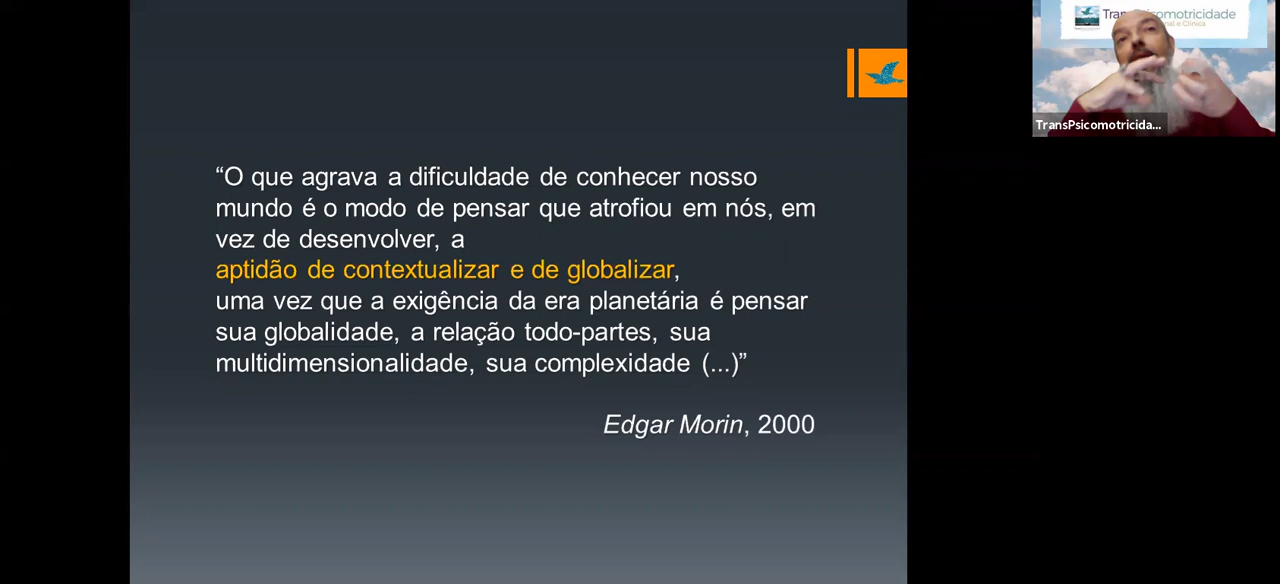 “O que agrava a dificuldade de conhecer nosso
mundo é o modo de pensar que atrofiou em nós, em
vez de desenvolver, a
aptidão de contextualizar e de globalizar,
uma vez que a exigência da era planetária é pensar
sua globalidade, a relação todo-partes, sua
multidimensionalidade, sua complexidade (...)”
Edgar Morin, 2000
TransPsicomotricidade
e Clínica
TransPsicomotricida...